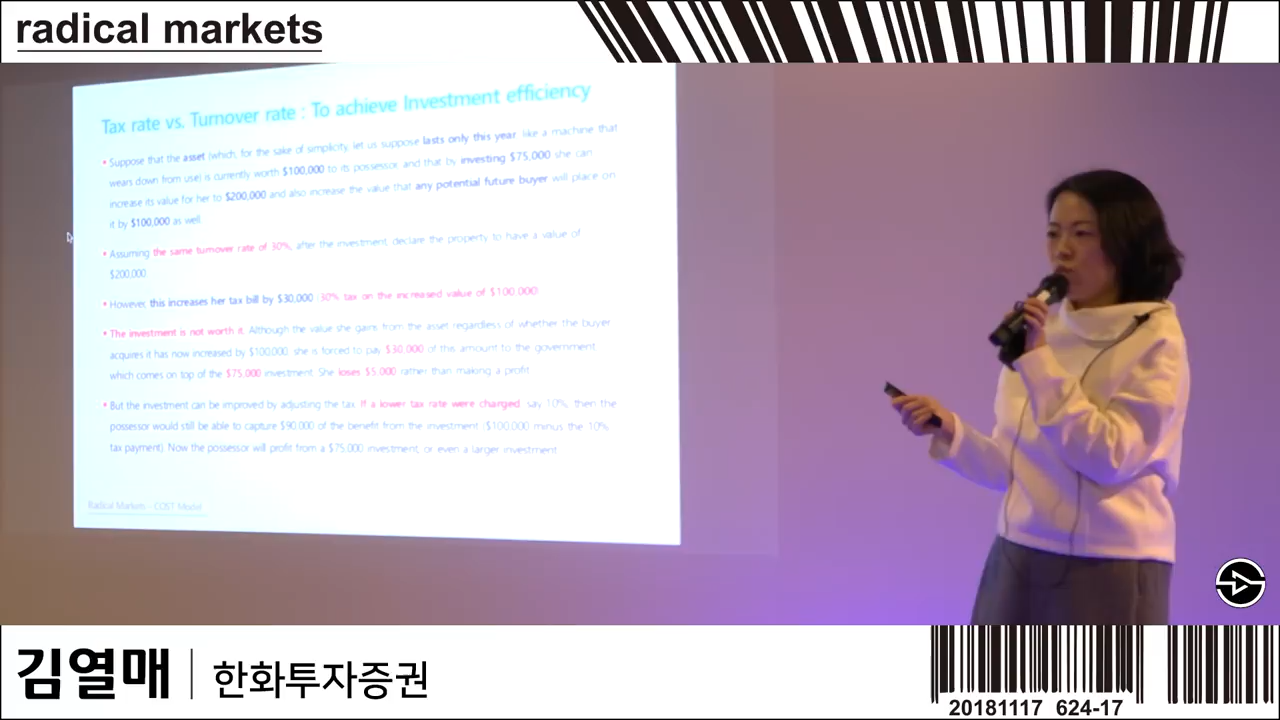 radical markets
Tax rate vs. Turnover rate : To achieve Investment efficiency
• Suppose that the asset (which, for the sake of simplicity, let us suppose lasts only this year, like a machine that
wears down from use) is currently worth $100,000 to its possessor, and that by investing $75,000 she can
increase its value for her to $200,000 and also increase the value that any potential future buyer will place on
it by $100,000 as well.
• Assuming the same turnover rate of 30%, after the investment, declare the property to have a value of
$200,000
• However, this increases her tax bill by $30,000 (30% tax on the increased value of $100,000)
• The investment is not worth it. Although the value she gains from the asset regardless of whether the buyer
acquires it has now increased by $100,000, she is forced to pay $30,000 of this amount to the government,
which comes on top of the $75,000 investment. She loses $5,000 rather than making a profit.
• But the investment can be improved by adjusting the tax. If a lower tax rate were charged, say 10%, then the
possessor would still be able to capture $90,000 of the benefit from the investment ($100,000 minus the 10%
tax payment). Now the possessor will profit from a $75,000 investment, or even a larger investment
Radical Markets - COST Model
김열매 | 한화투자증권
20181117 624-17